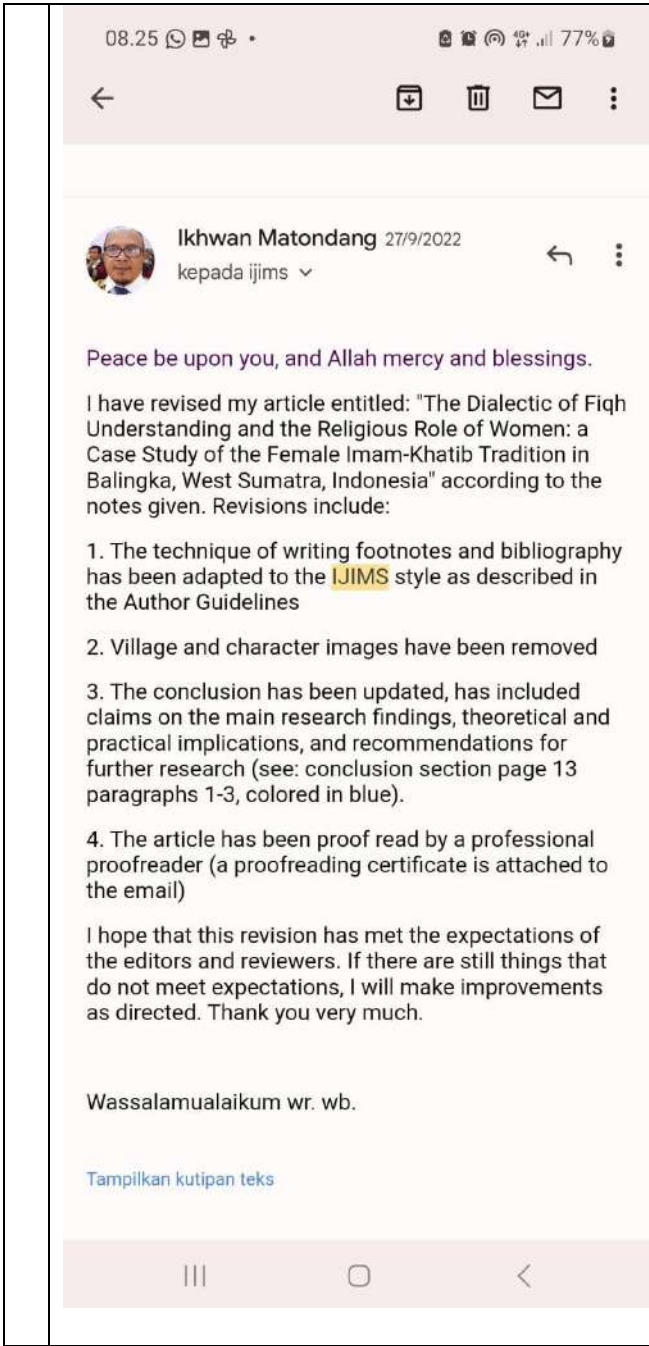 08.25
4G+ 77%
Ikhwan Matondang 27/9/2022
kepada ijims
Peace be upon you, and Allah mercy and blessings.
I have revised my article entitled: "The Dialectic of Fiqh
Understanding and the Religious Role of Women: a
Case Study of the Female Imam-Khatib Tradition in
Balingka, West Sumatra, Indonesia" according to the
notes given. Revisions include:
1. The technique of writing footnotes and bibliography
has been adapted to the IJIMS style as described in
the Author Guidelines
2. Village and character images have been removed
3. The conclusion has been updated, has included
claims on the main research findings, theoretical and
practical implications, and recommendations for
further research (see: conclusion section page 13
paragraphs 1-3, colored in blue).
4. The article has been proof read by a professional
proofreader (a proofreading certificate is attached to
the email)
I hope that this revision has met the expectations of
the editors and reviewers. If there are still things that
do not meet expectations, I will make improvements
as directed. Thank you very much.
Wassalamualaikum wr. wb.
Tampilkan kutipan teks